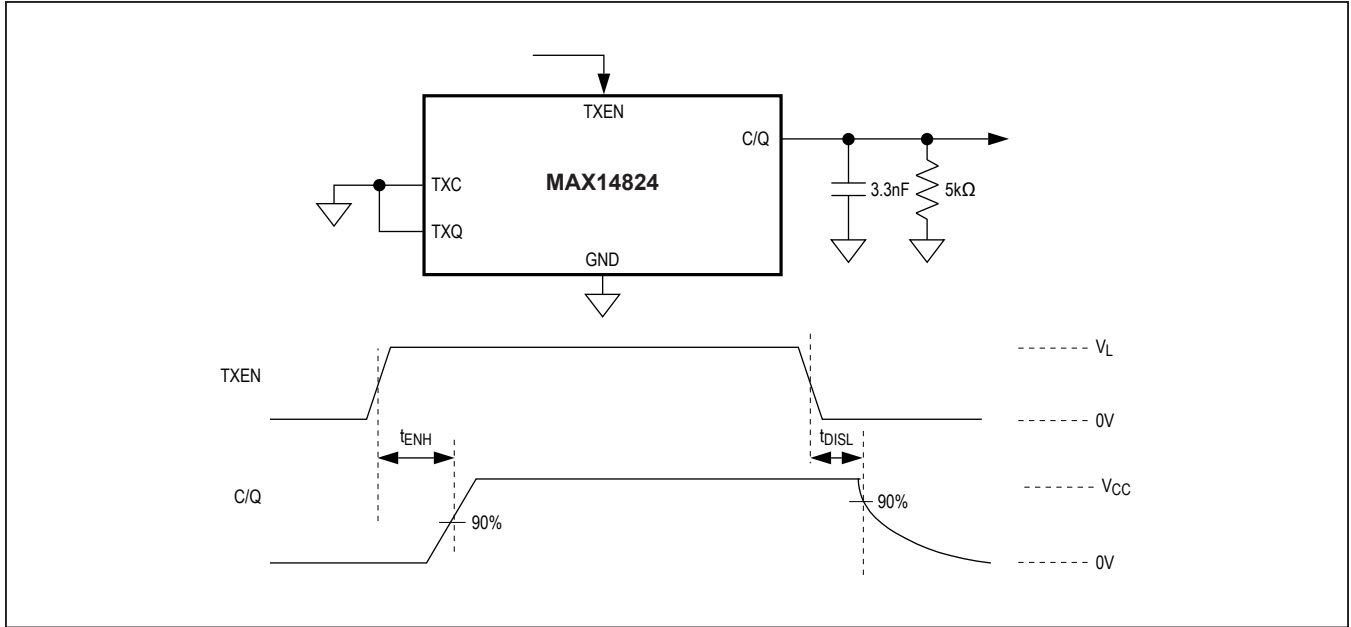 TXEN
C/Q
TXC
MAX14824
3.3nF
5kΩ
TXQ
GND
VL
TXEN
0V
tENH
tDISL
C/Q
VCC
90%
90%
0V